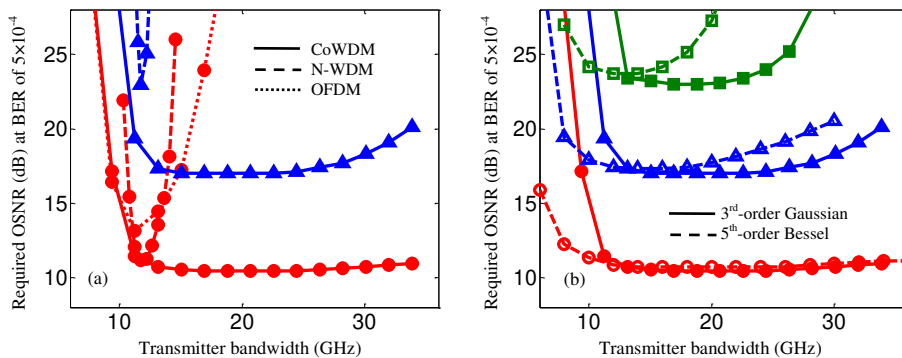 Required OSNR (dB) at BER of 5×10⁻⁴
25
20
15
10
10
20
30
Transmitter bandwidth (GHz)
CoWDM
N-WDM
OFDM
(a)
Required OSNR (dB) at BER of 5×10⁻⁴
25
20
15
10
10
20
30
Transmitter bandwidth (GHz)
3rd-order Gaussian
5th-order Bessel
(b)